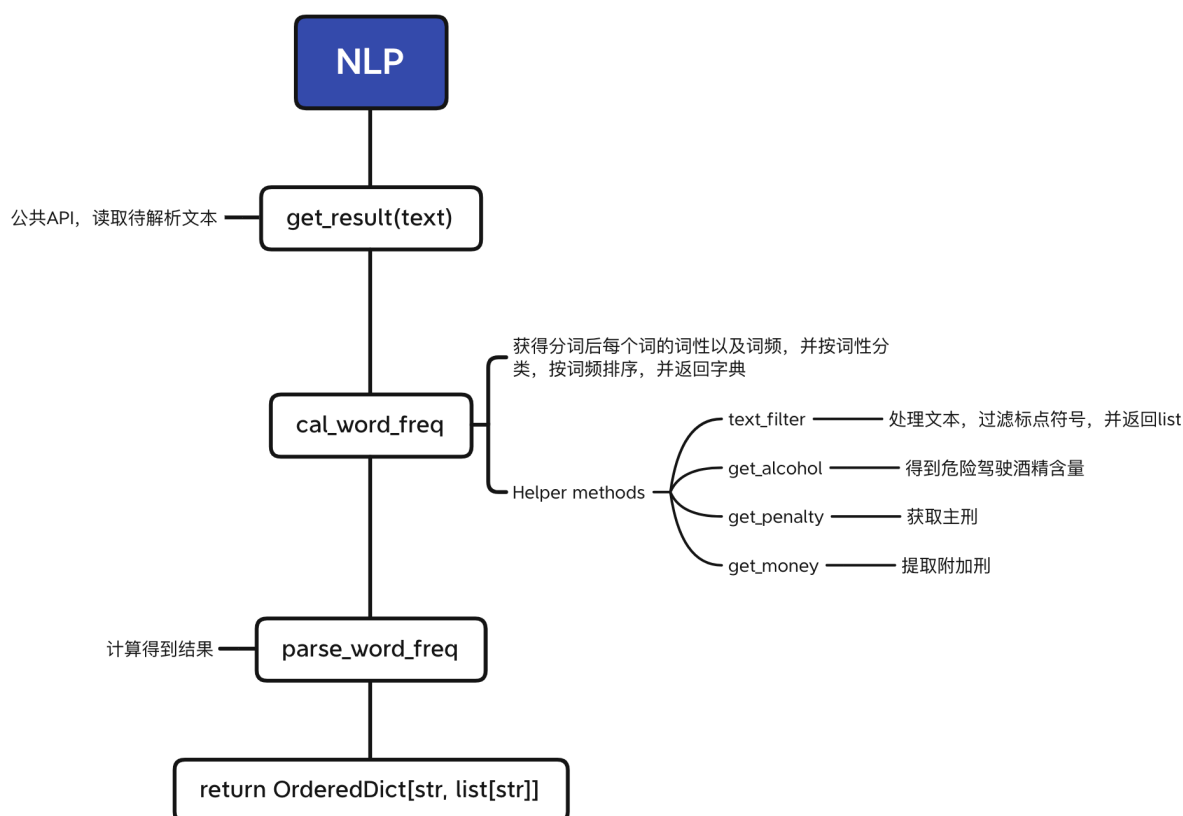 NLP
公共API，读取待解析文本
get_result(text)
获得分词后每个词的词性以及词频，并按词性分
类，按词频排序，并返回字典
cal_word_freq
text_filter
处理文本，过滤标点符号，并返回list
get_alcohol
得到危险驾驶酒精含量
Helper methods
get_penalty
获取主刑
get_money
提取附加刑
计算得到结果
parse_word_freq
return OrderedDict[str, list[str]]